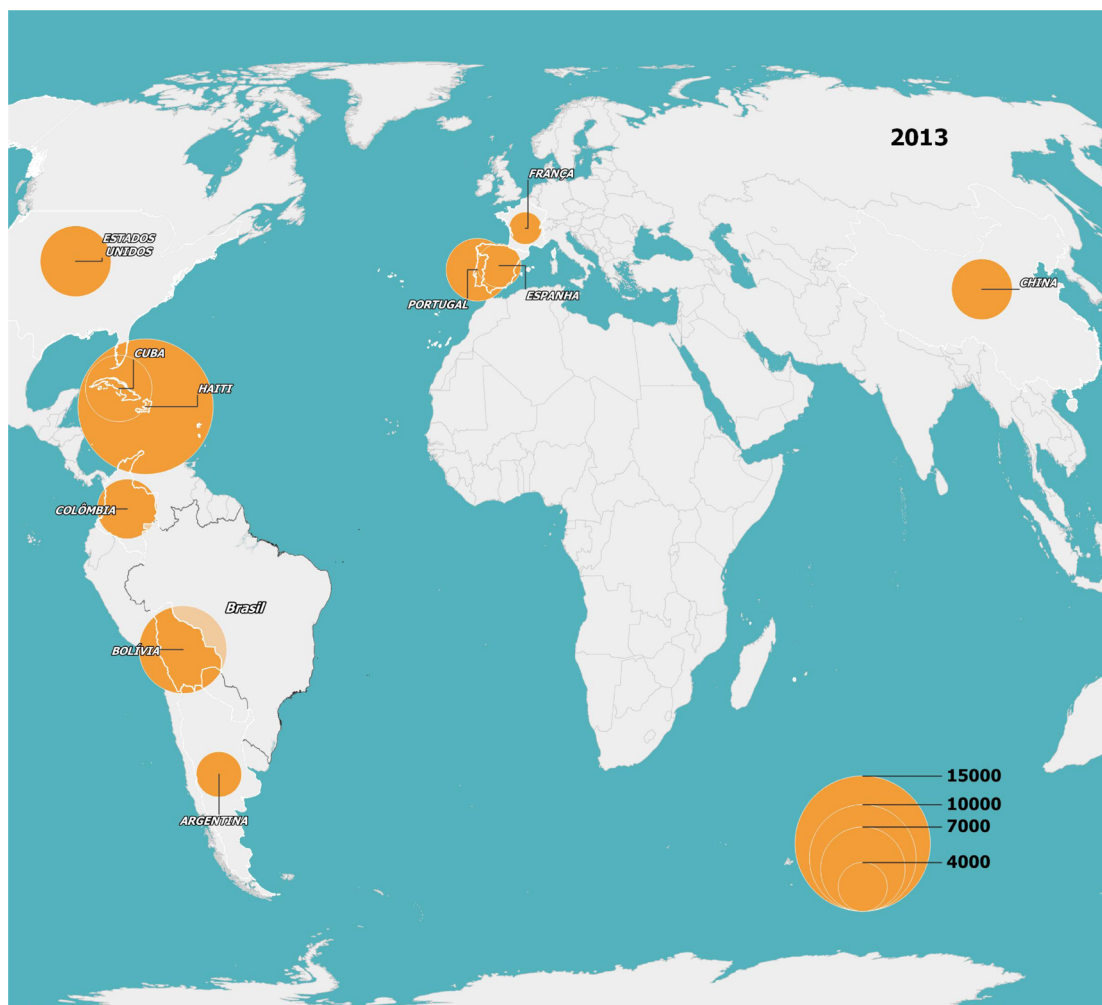 2013
FRANÇA
ESTADOS
UNIDOS
PORTUGAL
ESPANHA
CHINA
CUBA
HAITI
COLÔMBIA
Brasil
BOLÍVIA
ARGENTINA
15000
10000
7000
4000